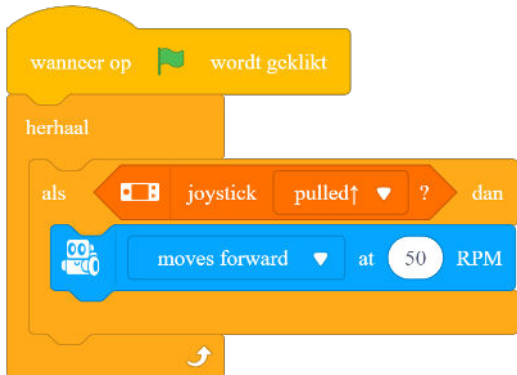 wanneer op wordt geklikt
herhaal
als joystick pulled↑ ? dan
moves forward at 50 RPM